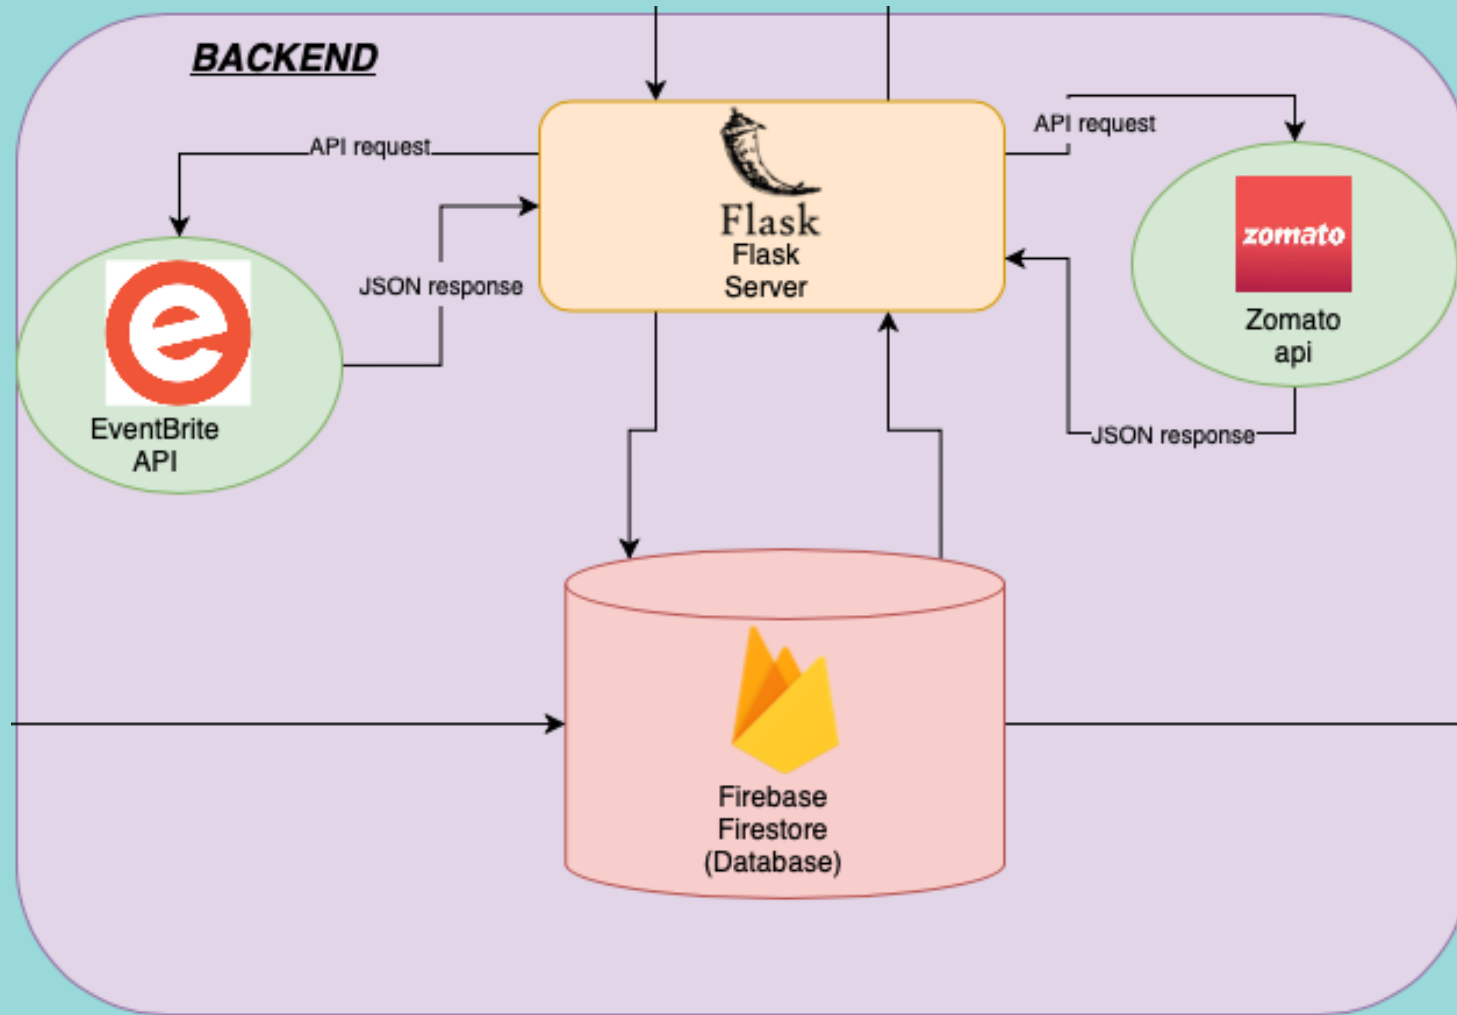 BACKEND
API request
API request
Flask
Flask
Server
zomato
JSON response
Zomato
api
EventBrite
API
JSON response
Firebase
Firestore
(Database)